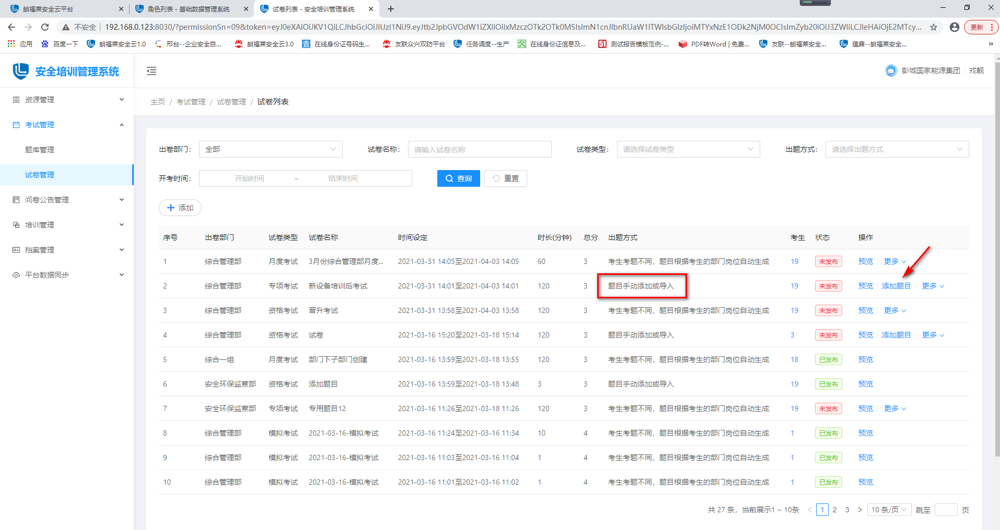 朗福莱安全云平台
角色列表 - 基础数据管理系统
试卷列表 - 安全培训管理系统
不安全
应用
百度一下
朗福莱安全云1.0
邢台--企业安全自...
朗福莱安全云3.0
查
在线身份证号码生...
友联众兴双防平台
任务调度--生产
在线身份证信息及...
51
测试报告模板范例-...
PDF转Word | 免费...
友联--朗福莱安全...
蕴鼎--朗福莱安全...
»
更新
安全培训管理系统
彭城国家能源集团 戎靓
资源管理
考试管理
题库管理
试卷管理
问卷公告管理
培训管理
档案管理
平台数据同步
主页 / 考试管理 / 试卷管理 / 试卷列表
出卷部门： 全部 试卷名称： 请输入试卷名称 试卷类型： 请选择试卷类型 出题方式： 请选择出题方式
开考时间： 开始时间 ~ 结束时间 查询 重置
添加
序号 出卷部门 试卷类型 试卷名称 时间设定 时长(分钟) 总分 出题方式 考生 状态 操作
1 综合管理部 月度考试 3月份综合管理部月度... 2021-03-31 14:05至2021-04-03 14:05 60 3 考生考题不同，题目根据考生的部门岗位自动生成 19 未发布 预览 更多
2 综合管理部 专项考试 新设备培训后考试 2021-03-31 14:01至2021-04-03 14:01 120 3 题目手动添加或导入 19 未发布 预览 添加题目 更多
3 综合管理部 资格考试 晋升考试 2021-03-31 13:58至2021-04-03 13:58 120 3 考生考题不同，题目根据考生的部门岗位自动生成 19 未发布 预览 更多
4 综合管理部 资格考试 试卷 2021-03-16 15:20至2021-03-18 15:14 120 3 题目手动添加或导入 3 未发布 预览 添加题目 更多
5 综合一组 月度考试 部门下子部门创建 2021-03-16 13:59至2021-03-18 13:55 120 3 考生考题不同，题目根据考生的部门岗位自动生成 18 已发布 预览
6 安全环保监察部 资格考试 添加题目 2021-03-16 13:59至2021-03-18 13:48 3 3 题目手动添加或导入 19 已发布 预览
7 安全环保监察部 专项考试 专用题目12 2021-03-16 11:26至2021-03-18 11:26 120 3 考生考题不同，题目根据考生的部门岗位自动生成 19 未发布 预览 更多
8 综合管理部 模拟考试 2021-03-16-模拟考试 2021-03-16 11:24至2021-03-16 11:34 10 4 考生考题不同，题目根据考生的部门岗位自动生成 1 已发布 预览
9 综合管理部 模拟考试 2021-03-16-模拟考试 2021-03-16 11:03至2021-03-16 11:04 1 4 考生考题不同，题目根据考生的部门岗位自动生成 1 已发布 预览
10 综合管理部 模拟考试 2021-03-16-模拟考试 2021-03-16 11:01至2021-03-16 11:02 1 4 考生考题不同，题目根据考生的部门岗位自动生成 1 已发布 预览
共 27 条，当前展示1 ~ 10条 < 1 2 3 > 10 条/页 跳至 页